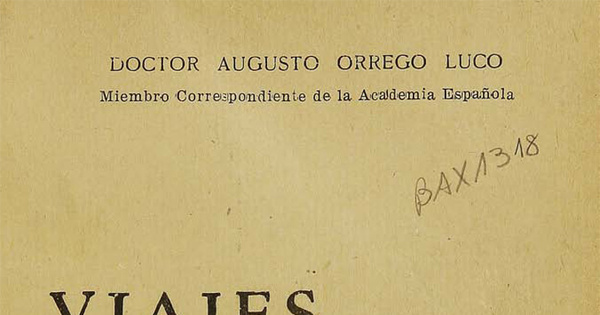 DOCTOR AUGUSTO ORREGO LUCO
Miembro Correspondiente de la Academia Española
BAX1318
VIAJES